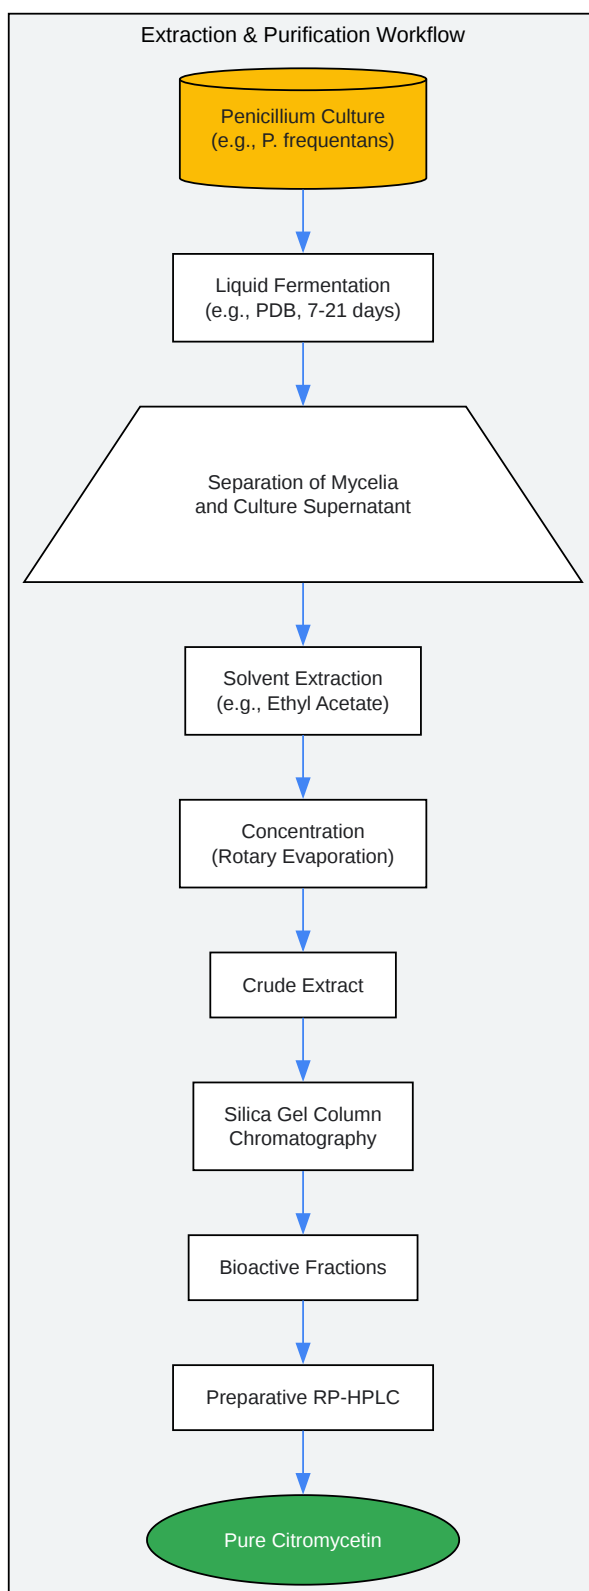 Extraction & Purification Workflow
Penicillium Culture
(e.g., P. frequentans)
Liquid Fermentation
(e.g., PDB, 7-21 days)
Separation of Mycelia
and Culture Supernatant
Solvent Extraction
(e.g., Ethyl Acetate)
Concentration
(Rotary Evaporation)
Crude Extract
Silica Gel Column
Chromatography
Bioactive Fractions
Preparative RP-HPLC
Pure Citromycetin